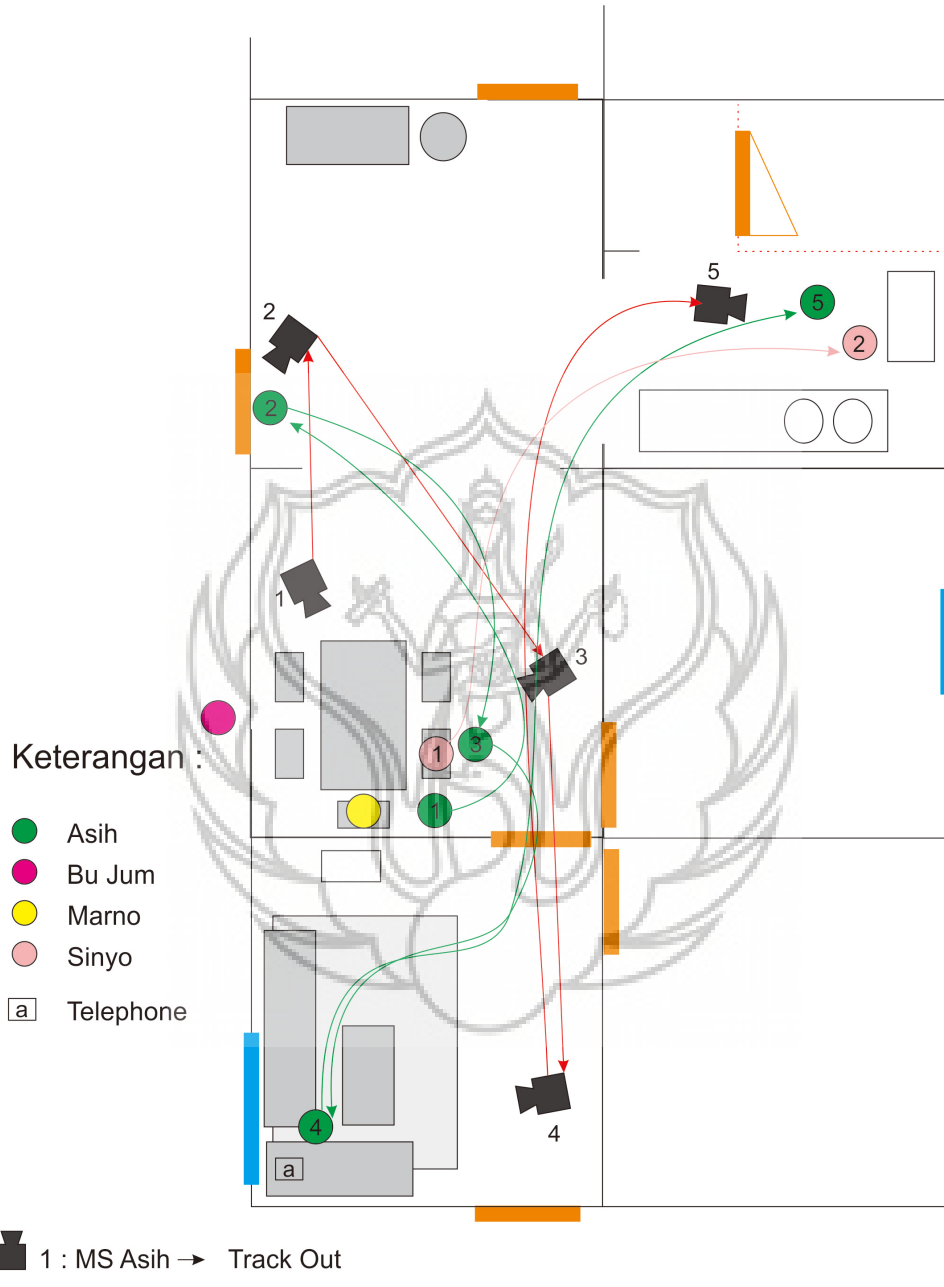 5
5
2
2
2
1
3
1
3
1
Keterangan :
Asih
Bu Jum
Marno
Sinyo
a Telephone
4
4
a
1 : MS Asih → Track Out